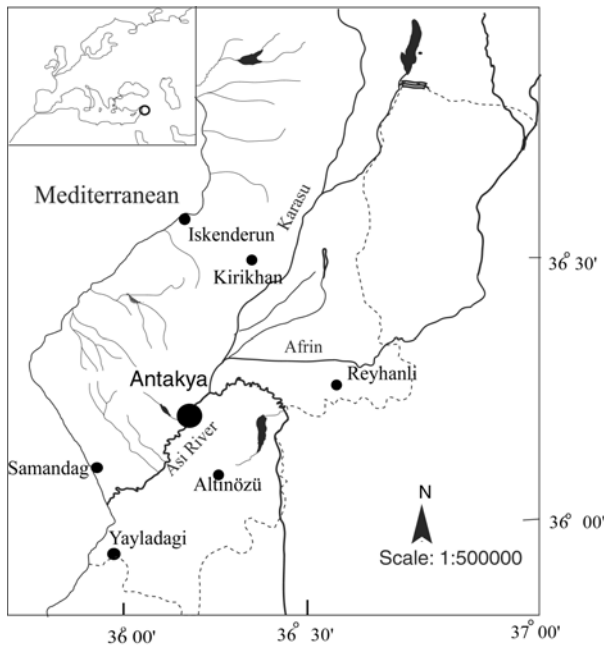 Mediterranean
Iskenderun
Karasu
Kirikhan
36° 30'
Afrin
Antakya
Reyhanli
Asi River
Samandag
Altınözü
N
36° 00'
Yayladagi
Scale: 1:500000
36 00'
36° 30'
37° 00'